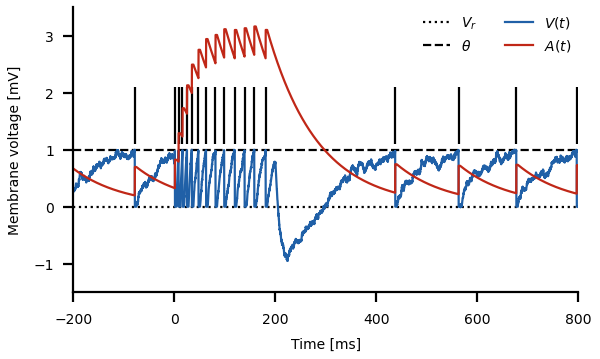 V_r
θ
V(t)
A(t)
Membrane voltage [mV]
3
2
1
0
−1
−200
0
200
400
600
800
Time [ms]